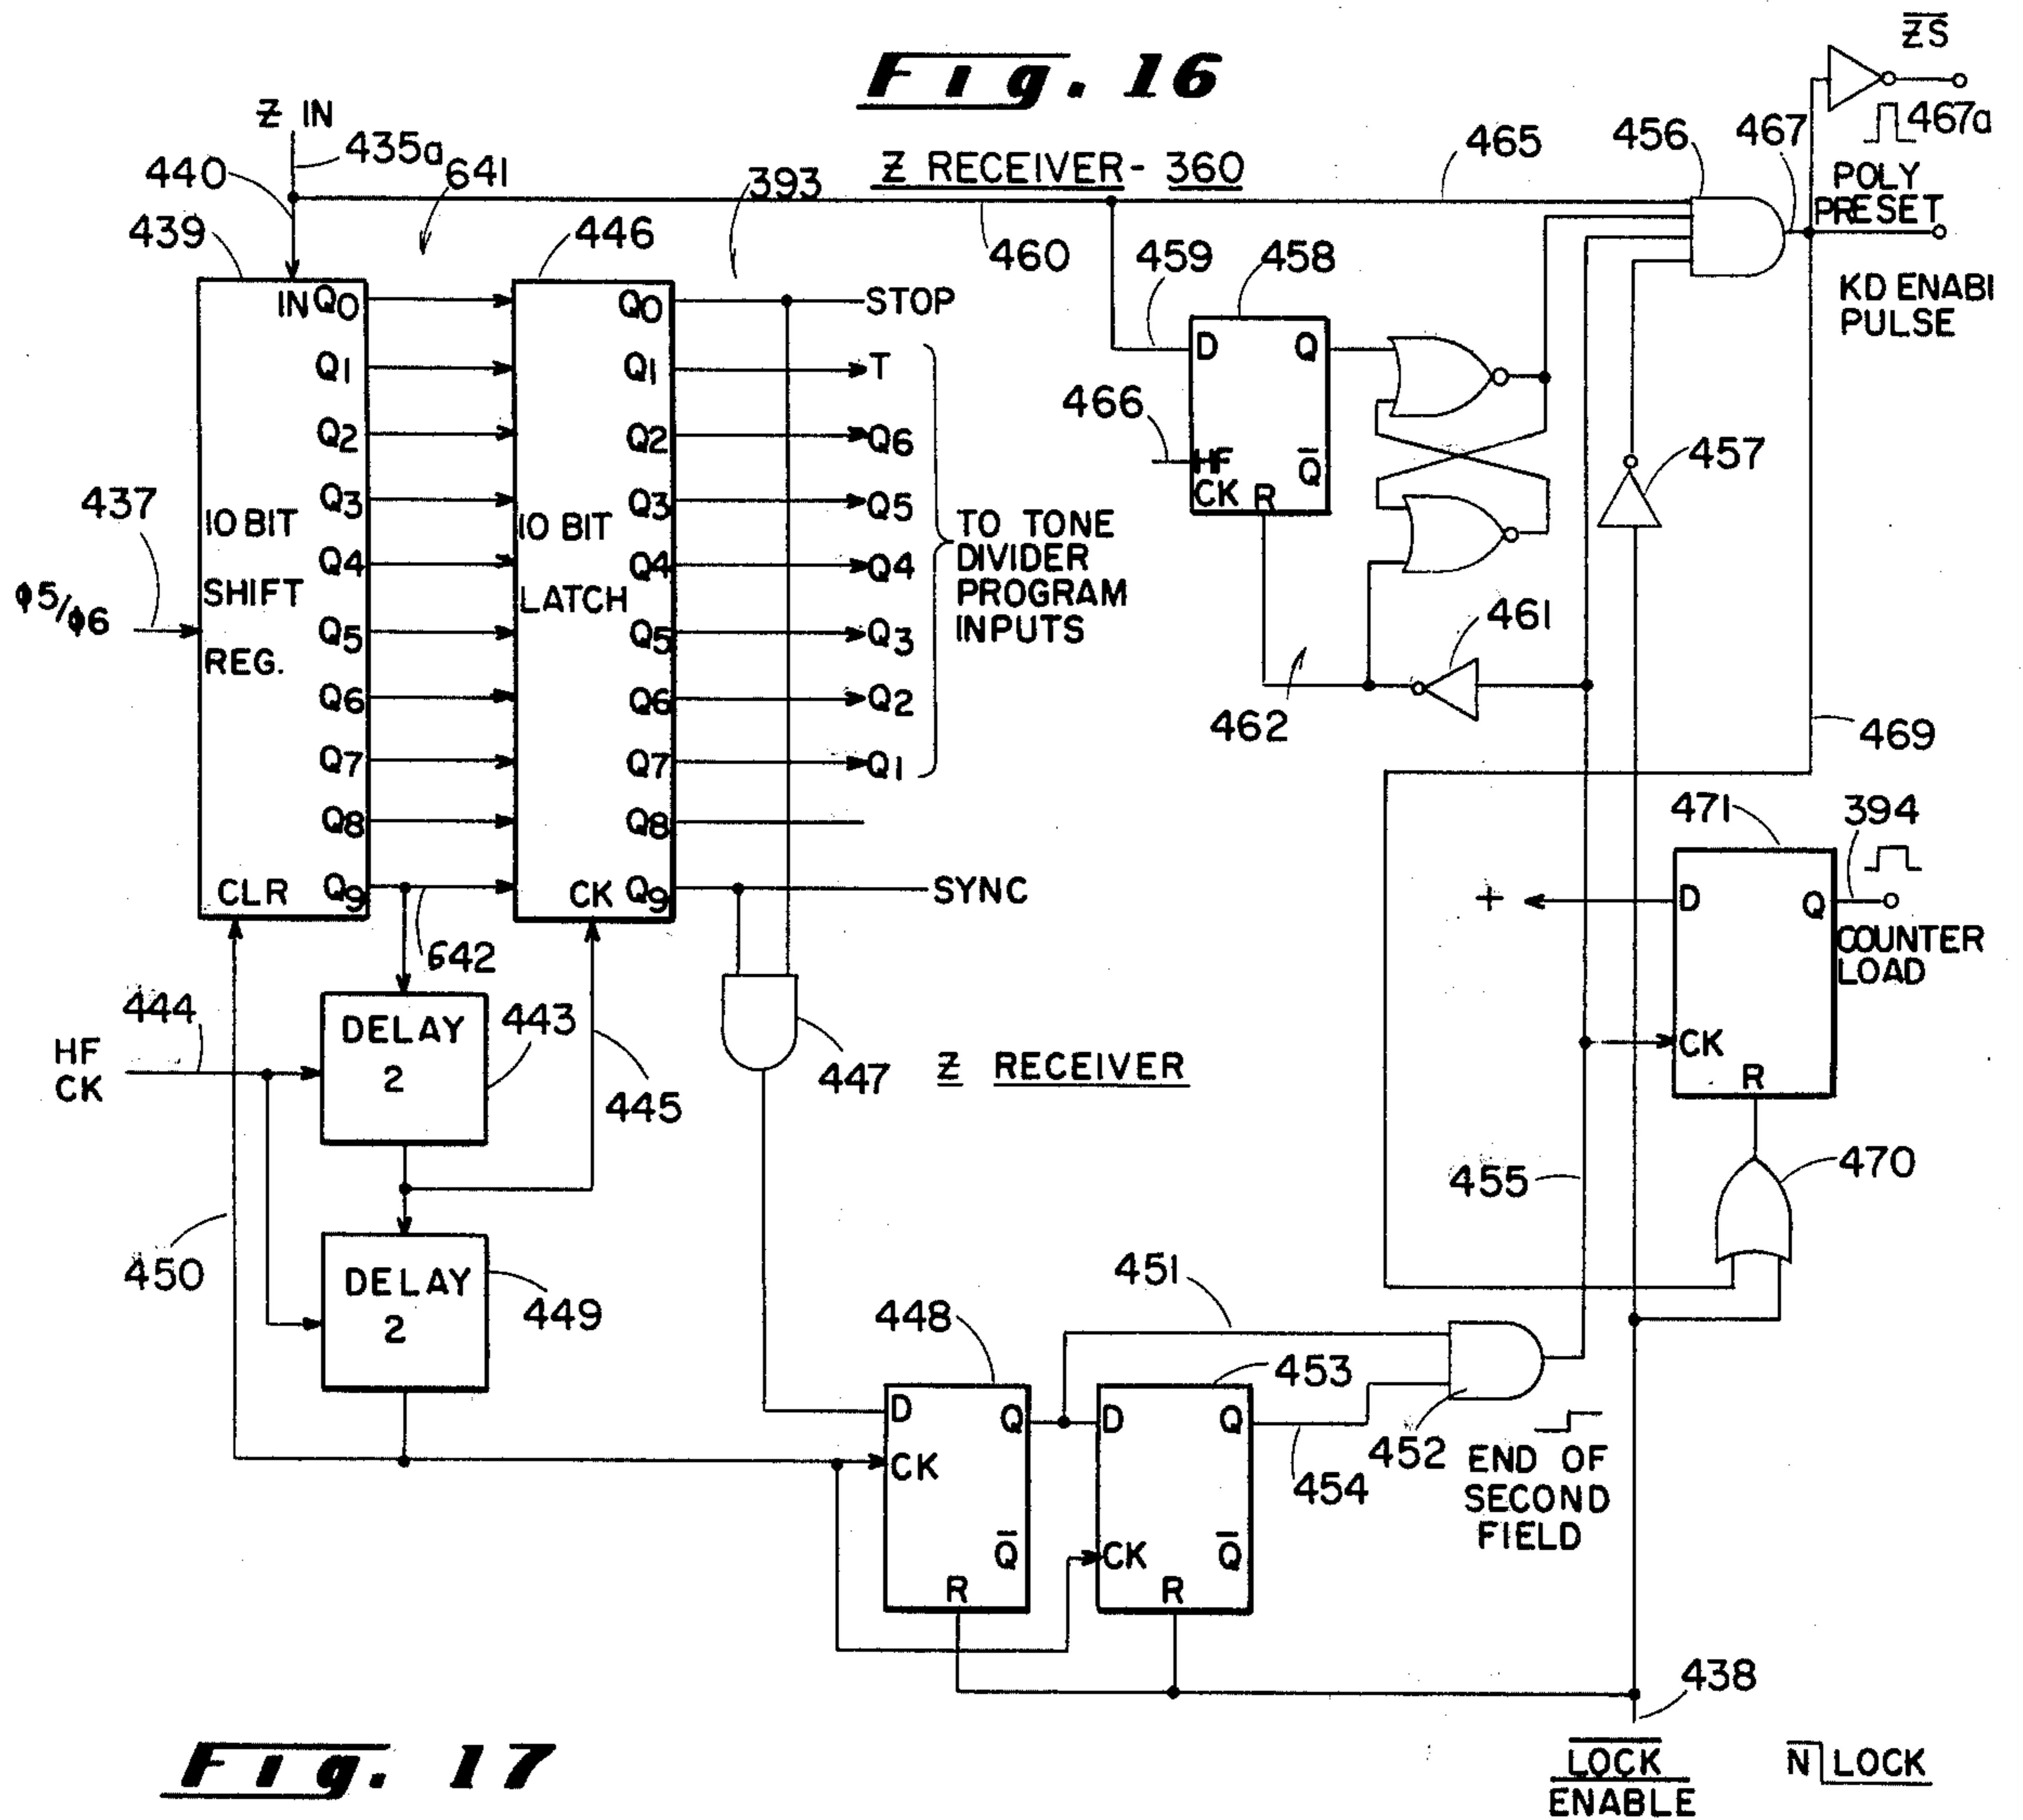 Fig. 16
Z̅S̅
467a
Z IN
435a
440
641
393
Z RECEIVER - 360
465
456
467
POLY
PRESET
439
446
460
459
458
KD ENABL
PULSE
IN Q0
Q0
STOP
D
Q
Q1
Q1
T
Q2
Q2
Q6
466
HF
CK
R
Q̅
457
437
10 BIT
SHIFT
REG.
Q3
10 BIT
LATCH
Q3
Q5
TO TONE
DIVIDER
PROGRAM
INPUTS
ϕ5/ϕ6
Q4
Q4
Q4
Q5
Q5
Q3
461
Q6
Q6
Q2
462
469
Q7
Q7
Q1
Q8
Q8
471
394
CLR
Q9
CK
Q9
SYNC
+
D
Q
COUNTER
LOAD
642
444
HF
CK
DELAY
2
443
445
447
Z RECEIVER
CK
R
450
DELAY
2
449
455
470
451
448
453
D
Q
D
Q
452
454
END OF
SECOND
FIELD
CK
Q̅
CK
Q̅
R
R
438
Fig. 17
L̅O̅C̅K̅
E̅N̅A̅B̅L̅E̅
N LOCK